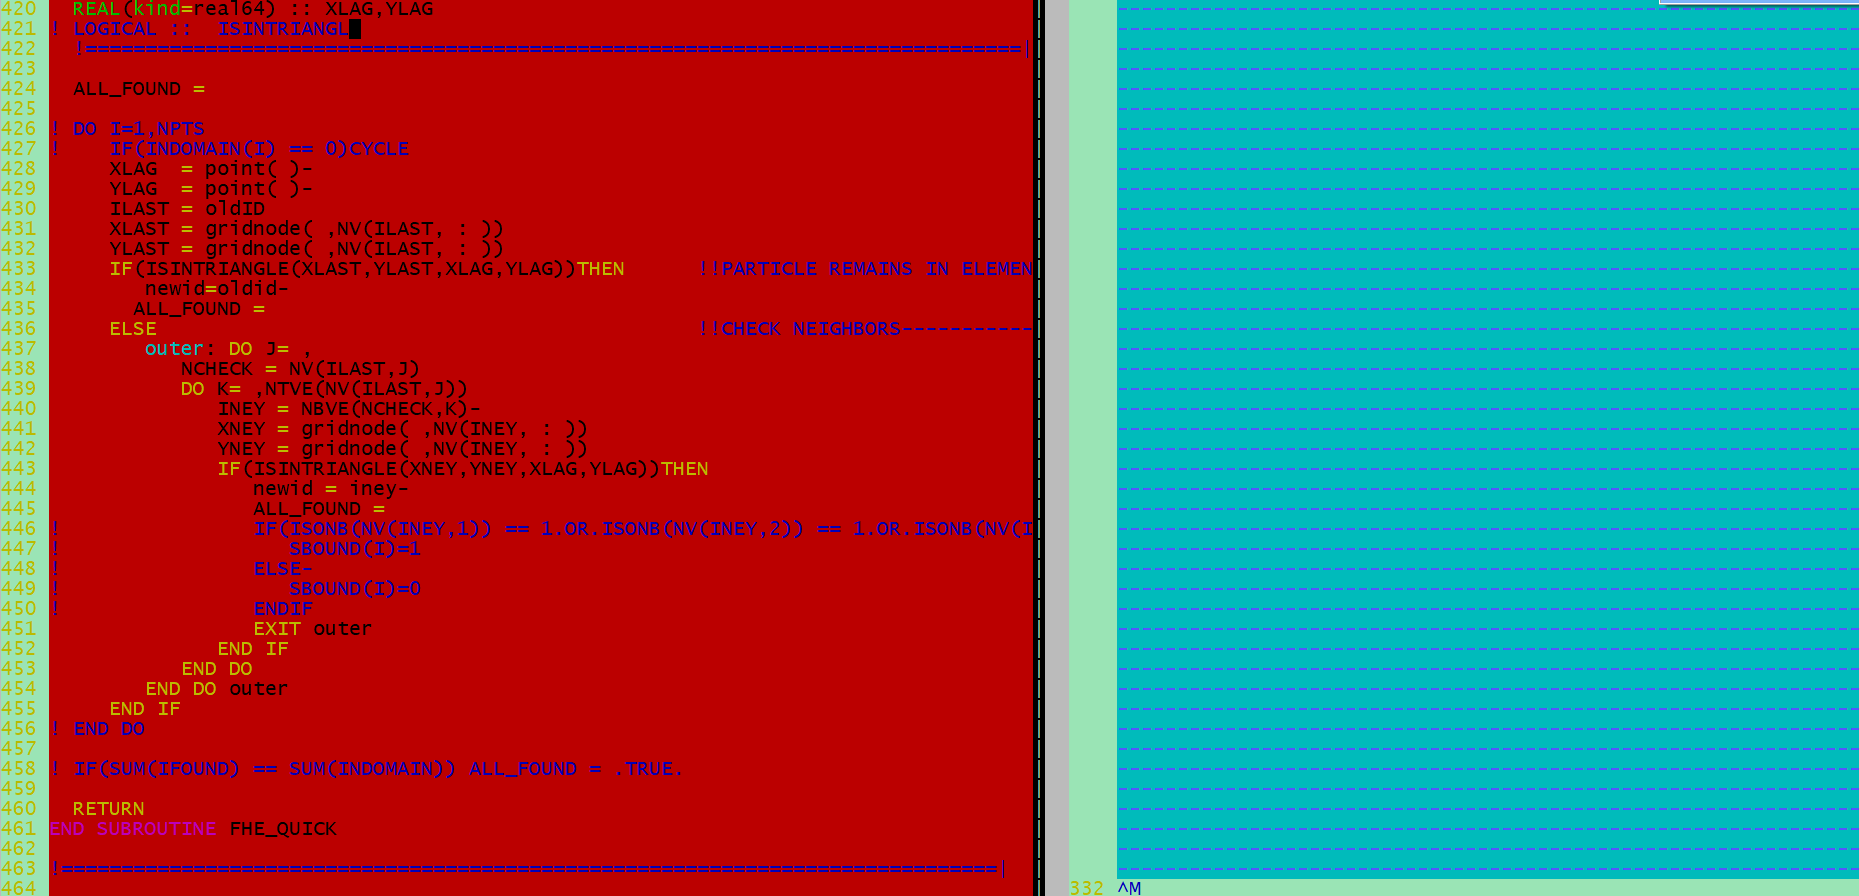 420   REAL(kind=real64) :: XLAG,YLAG
421 ! LOGICAL ::  ISINTRIANGL
422   !==============================================================================|
423
424   ALL_FOUND =
425
426 ! DO I=1,NPTS
427 !    IF(INDOMAIN(I) == 0)CYCLE
428      XLAG  = point( )-
429      YLAG  = point( )-
430      ILAST = oldID
431      XLAST = gridnode( ,NV(ILAST, : ))
432      YLAST = gridnode( ,NV(ILAST, : ))
433      IF(ISINTRIANGLE(XLAST,YLAST,XLAG,YLAG))THEN      !!PARTICLE REMAINS IN ELEMEN
434         newid=oldid-
435        ALL_FOUND =
436      ELSE                                             !!CHECK NEIGHBORS-----------
437         outer: DO J= ,
438            NCHECK = NV(ILAST,J)
439            DO K= ,NTVE(NV(ILAST,J))
440               INEY = NBVE(NCHECK,K)-
441               XNEY = gridnode( ,NV(INEY, : ))
442               YNEY = gridnode( ,NV(INEY, : ))
443               IF(ISINTRIANGLE(XNEY,YNEY,XLAG,YLAG))THEN
444                  newid = iney-
445                  ALL_FOUND =
446 !                IF(ISONB(NV(INEY,1)) == 1.OR.ISONB(NV(INEY,2)) == 1.OR.ISONB(NV(I
447 !                   SBOUND(I)=1
448 !                ELSE-
449 !                   SBOUND(I)=0
450 !                ENDIF
451                  EXIT outer
452               END IF
453            END DO
454         END DO outer
455      END IF
456 ! END DO
457
458 ! IF(SUM(IFOUND) == SUM(INDOMAIN)) ALL_FOUND = .TRUE.
459
460   RETURN
461 END SUBROUTINE FHE_QUICK
462
463 !==============================================================================|
464
332 ^M